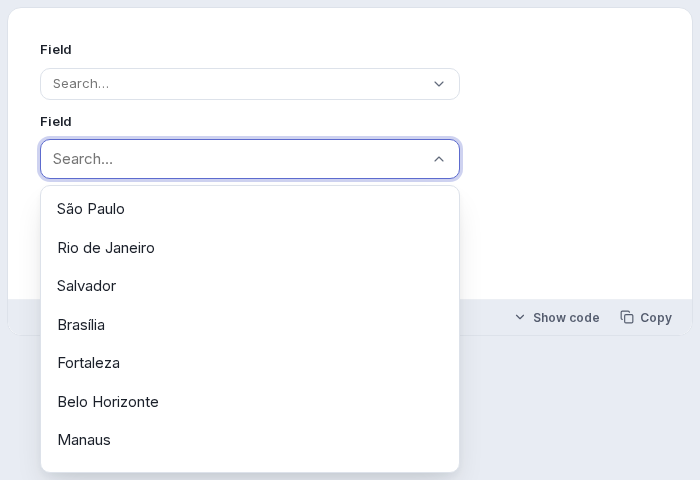 Field
Search...
Field
Search...
São Paulo
Rio de Janeiro
Salvador
Brasília
Fortaleza
Belo Horizonte
Manaus
Show code
Copy